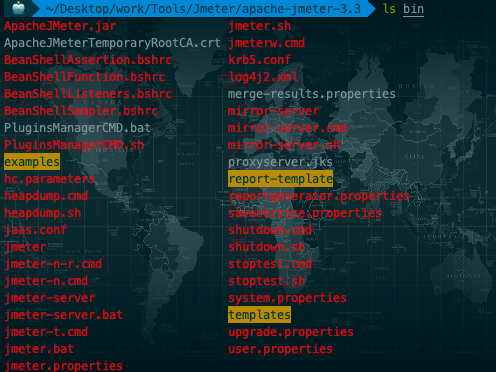 ~/Desktop/work/Tools/Jmeter/apache-jmeter-3.3 ls bin
ApacheJMeter.jar jmeter.sh
ApacheJMeterTemporaryRootCA.crt jmeterw.cmd
BeanShellAssertion.bshrc krb5.conf
BeanShellFunction.bshrc log4j2.xml
BeanShellListeners.bshrc merge-results.properties
BeanShellSampler.bshrc mirror-server
PluginsManagerCMD.bat mirror-server.cmd
PluginsManagerCMD.sh mirror-server.sh
examples proxyserver.jks
hc.parameters report-template
heapdump.cmd reportgenerator.properties
heapdump.sh saveservice.properties
jaas.conf shutdown.cmd
jmeter shutdown.sh
jmeter-n-r.cmd stoptest.cmd
jmeter-n.cmd stoptest.sh
jmeter-server system.properties
jmeter-server.bat templates
jmeter-t.cmd upgrade.properties
jmeter.bat user.properties
jmeter.properties